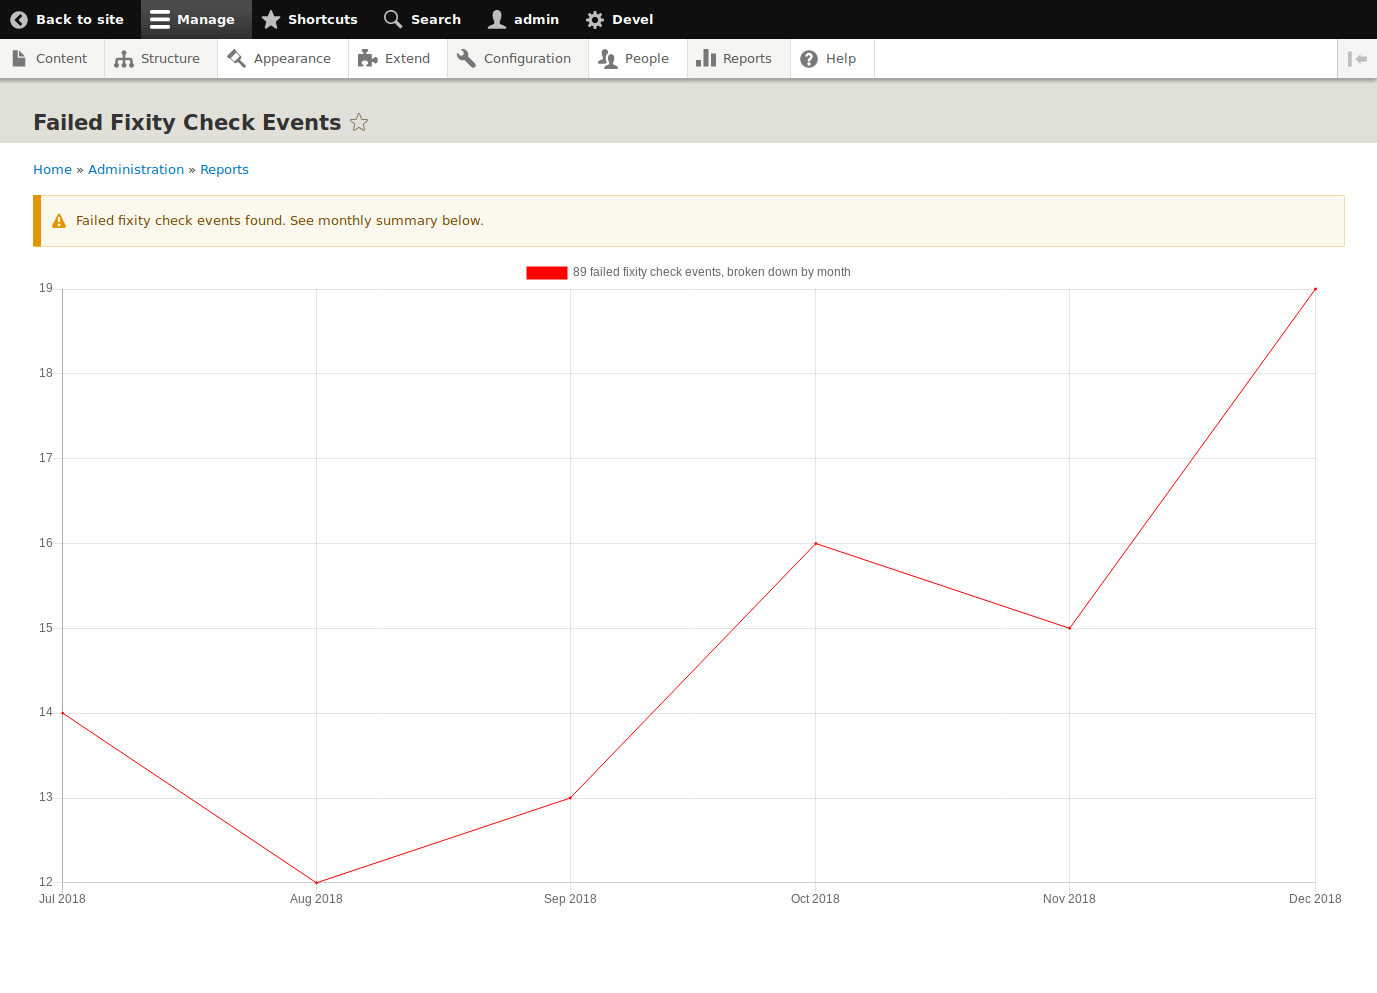 Back to site Manage Shortcuts Search admin Devel
Content Structure Appearance Extend Configuration People Reports Help
Failed Fixity Check Events
Home » Administration » Reports
Failed fixity check events found. See monthly summary below.
89 failed fixity check events, broken down by month
19
18
17
16
15
14
13
12
Jul 2018 Aug 2018 Sep 2018 Oct 2018 Nov 2018 Dec 2018